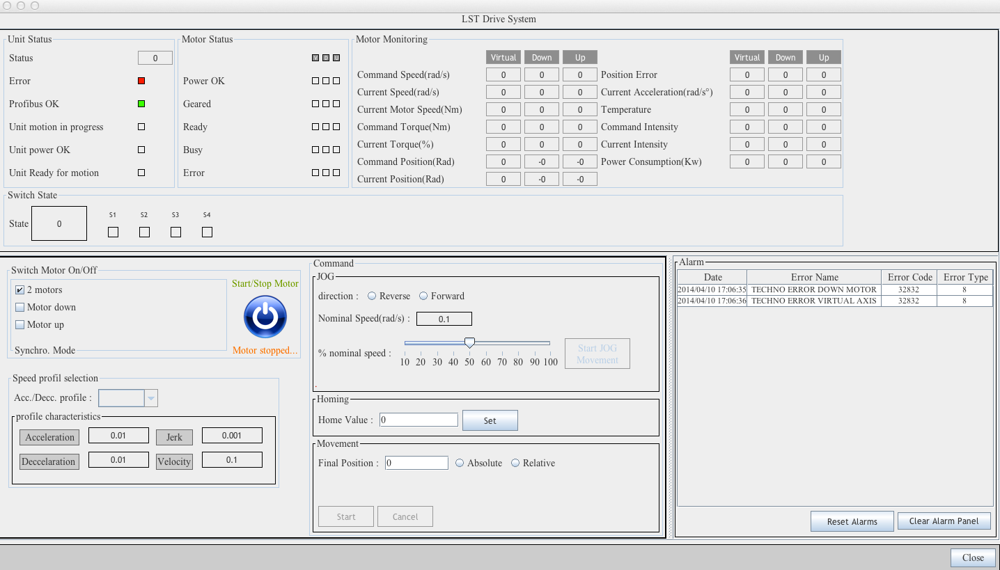 LST Drive System
Unit Status
Status 0
Error
Profibus OK
Unit motion in progress
Unit power OK
Unit Ready for motion
Motor Status
Power OK
Geared
Ready
Busy
Error
Motor Monitoring
Virtual Down Up Virtual Down Up
Command Speed(rad/s) 0 0 0 Position Error 0 0 0
Current Speed(rad/s) 0 0 0 Current Acceleration(rad/s°) 0 0 0
Current Motor Speed(Nm) 0 0 0 Temperature 0 0 0
Command Torque(Nm) 0 0 0 Command Intensity 0 0 0
Current Torque(%) 0 0 0 Current Intensity 0 0 0
Command Position(Rad) 0 -0 -0 Power Consumption(Kw) 0 0 0
Current Position(Rad) 0 -0 -0
Switch State
S1 S2 S3 S4
State 0
Switch Motor On/Off
2 motors
Motor down
Motor up
Synchro. Mode
Start/Stop Motor
Motor stopped...
Speed profil selection
Acc./Decc. profile :
profile characteristics
Acceleration 0.01 Jerk 0.001
Deccelaration 0.01 Velocity 0.1
Command
JOG
direction : Reverse Forward
Nominal Speed(rad/s) : 0.1
% nominal speed :
10 20 30 40 50 60 70 80 90 100
Start JOG
Movement
.
Homing
Home Value : 0 Set
Movement
Final Position : 0 Absolute Relative
Start Cancel
Alarm
Date Error Name Error Code Error Type
2014/04/10 17:06:35 TECHNO ERROR DOWN MOTOR 32832 8
2014/04/10 17:06:36 TECHNO ERROR VIRTUAL AXIS 32832 8
Reset Alarms Clear Alarm Panel
Close